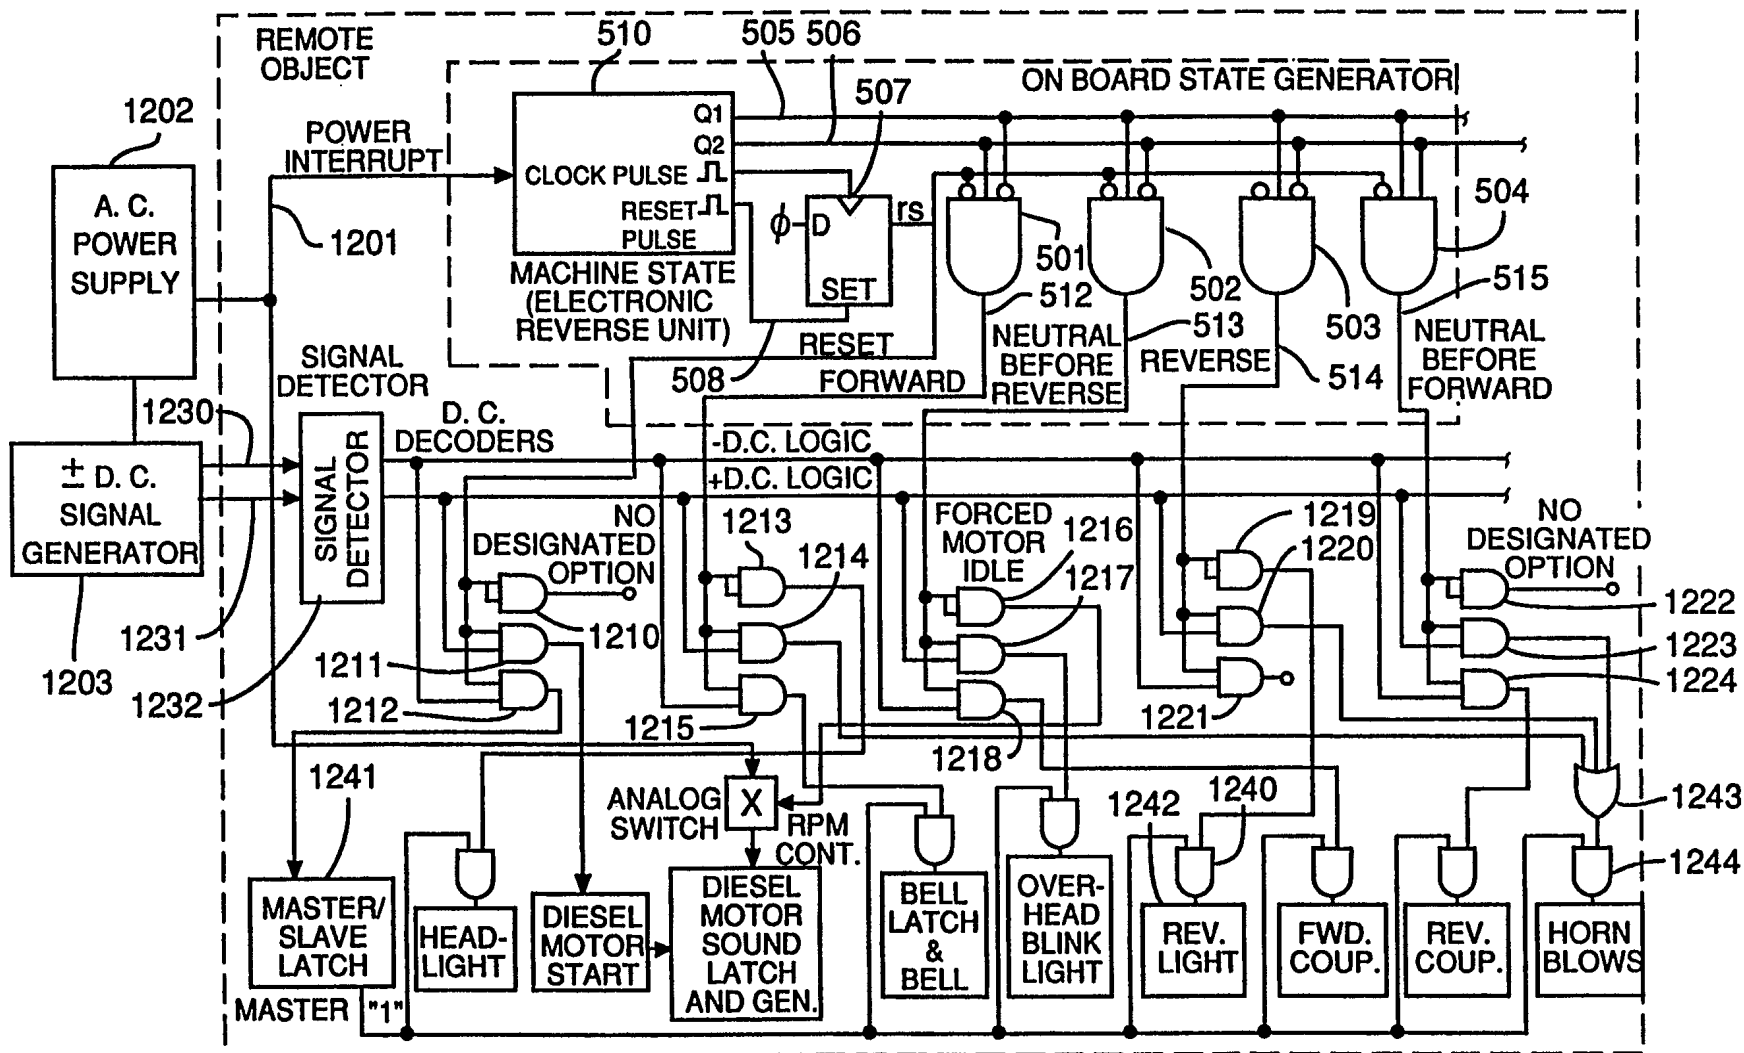 REMOTE
OBJECT
510
505 506
507
ON BOARD STATE GENERATOR
1202
POWER
INTERRUPT
Q1
Q2
CLOCK PULSE
RESET
PULSE
A. C.
POWER
SUPPLY
1201
ϕ
D
SET
rs
501
502
503
504
MACHINE STATE
(ELECTRONIC
REVERSE UNIT)
508
RESET
FORWARD
512
NEUTRAL
BEFORE
REVERSE
513
REVERSE
514
515
NEUTRAL
BEFORE
FORWARD
SIGNAL
DETECTOR
1230
D. C.
DECODERS
-D.C. LOGIC
+D.C. LOGIC
± D. C.
SIGNAL
GENERATOR
SIGNAL
DETECTOR
1231
1203
1232
NO
DESIGNATED
OPTION
1213
1214
FORCED
MOTOR
IDLE
1216
1217
1219
1220
NO
DESIGNATED
OPTION
1210
1211
1212
1215
1218
1221
1222
1223
1224
1241
ANALOG
SWITCH
X
RPM
CONT.
1242
1240
1243
1244
MASTER/
SLAVE
LATCH
HEAD-
LIGHT
DIESEL
MOTOR
START
DIESEL
MOTOR
SOUND
LATCH
AND GEN.
BELL
LATCH
&
BELL
OVER-
HEAD
BLINK
LIGHT
REV.
LIGHT
FWD.
COUP.
REV.
COUP.
HORN
BLOWS
MASTER "1"